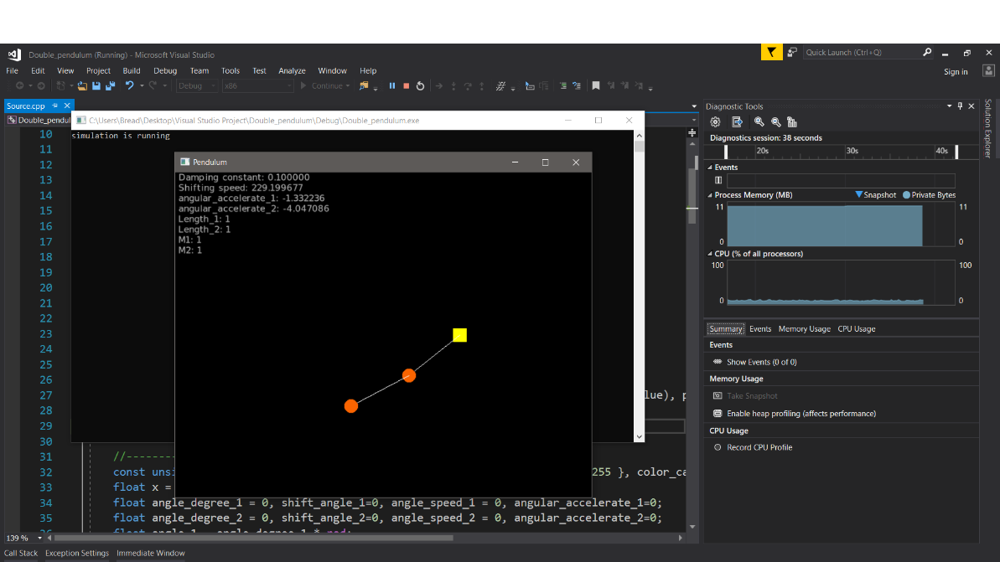 Double_pendulum (Running) - Microsoft Visual Studio
Quick Launch (Ctrl+Q)
File Edit View Project Build Debug Team Tools Test Analyze Window Help
Sign in
Debug x86 Continue
Source.cpp
Double_pendul
C:\Users\Bread\Desktop\Visual Studio Project\Double_pendulum\Debug\Double_pendulum.exe
simulation is running
Pendulum
Damping constant: 0.100000
Shifting speed: 229.199677
angular_accelerate_1: -1.332236
angular_accelerate_2: -4.047086
Length_1: 1
Length_2: 1
M1: 1
M2: 1
10
11
12
13
14
15
16
17
18
19
20
21
22
23
24
25
26
27 lue), p
28
29
30
31 //-------
32 const unsi 255 }, color_ca
33 float x =
34 float angle_degree_1 = 0, shift_angle_1=0, angle_speed_1 = 0, angular_accelerate_1=0;
35 float angle_degree_2 = 0, shift_angle_2=0, angle_speed_2 = 0, angular_accelerate_2=0;
139 %
Call Stack Exception Settings Immediate Window
Diagnostic Tools
Diagnostics session: 38 seconds
20s 30s 40s
Events
Process Memory (MB) Snapshot Private Bytes
11 11
0 0
CPU (% of all processors)
100 100
0 0
Summary Events Memory Usage CPU Usage
Events
Show Events (0 of 0)
Memory Usage
Take Snapshot
Enable heap profiling (affects performance)
CPU Usage
Record CPU Profile
Solution Explorer